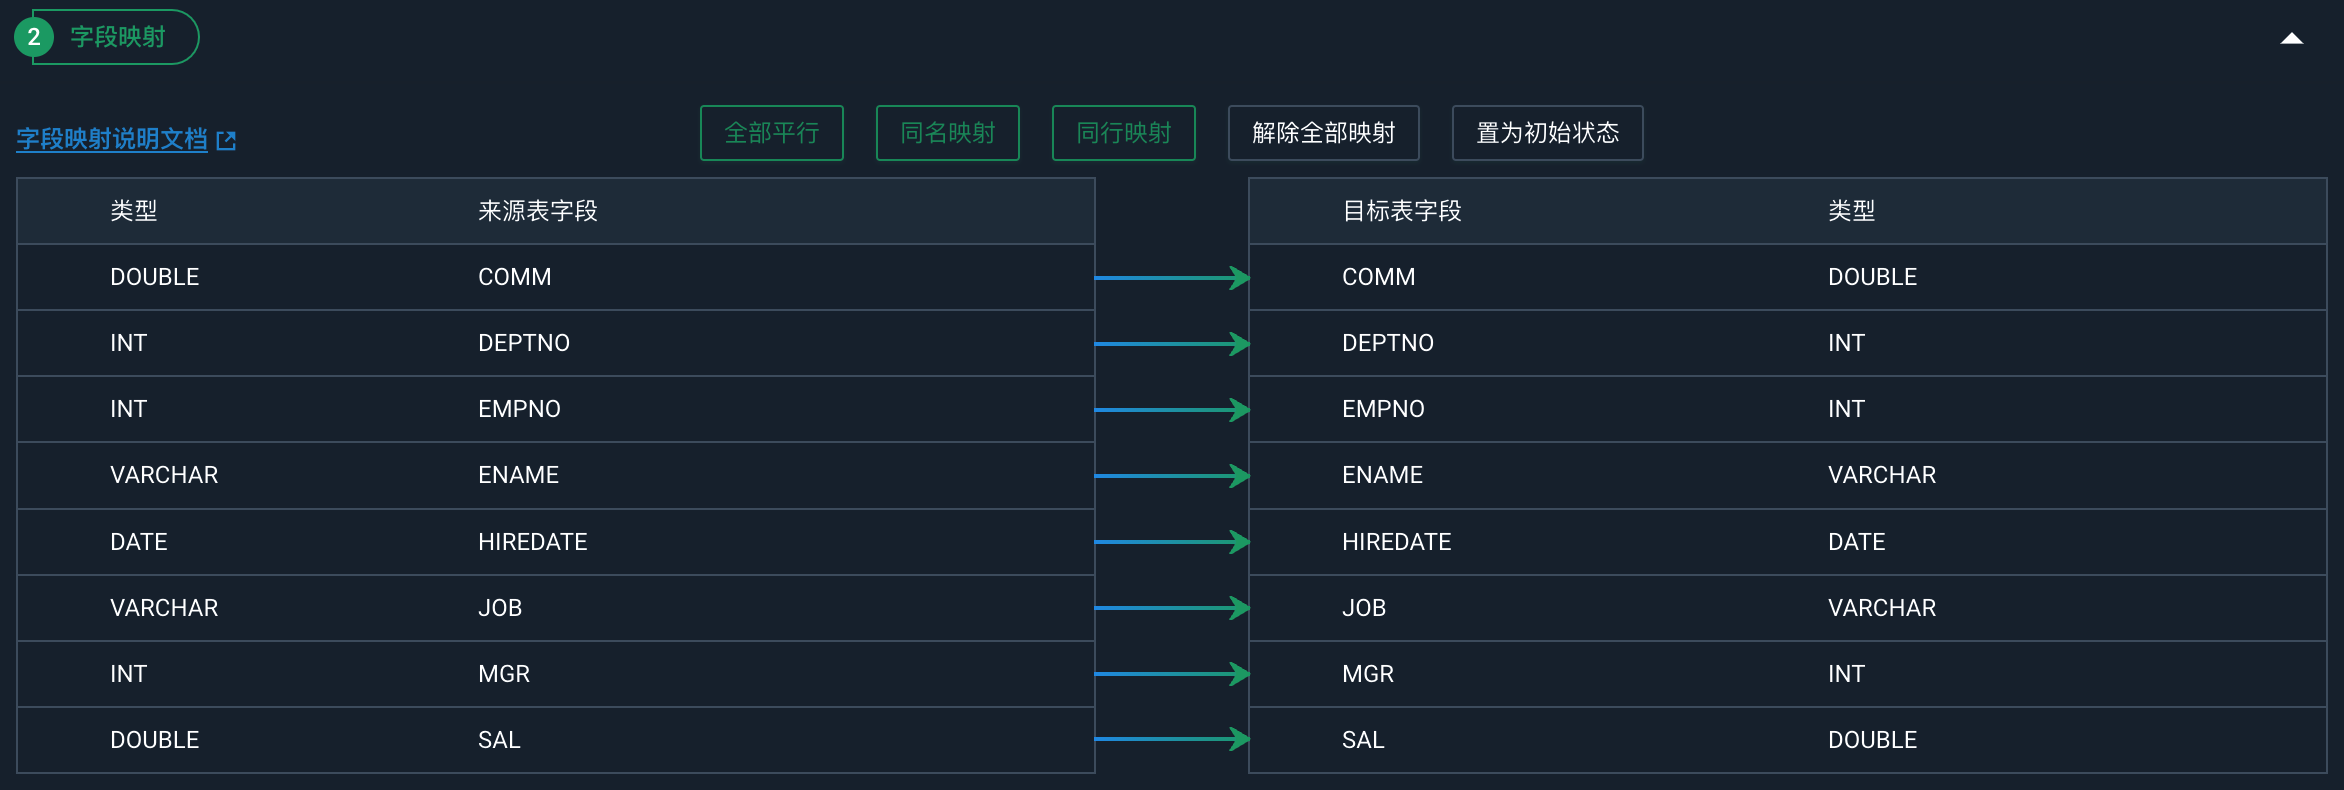 2 字段映射
字段映射说明文档
全部平行 同名映射 同行映射 解除全部映射 置为初始状态
类型 来源表字段 目标表字段 类型
DOUBLE COMM COMM DOUBLE
INT DEPTNO DEPTNO INT
INT EMPNO EMPNO INT
VARCHAR ENAME ENAME VARCHAR
DATE HIREDATE HIREDATE DATE
VARCHAR JOB JOB VARCHAR
INT MGR MGR INT
DOUBLE SAL SAL DOUBLE